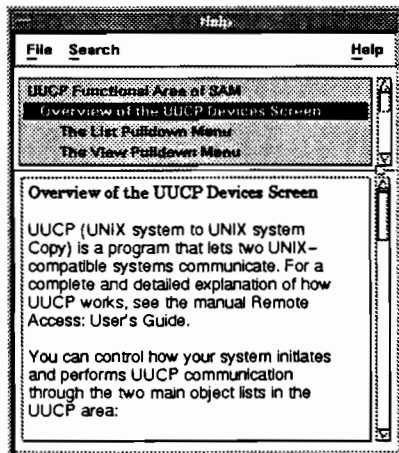 Help
File Search Help
UUCP Functional Area of SAM
Overview of the UUCP Devices Screen
The List Pulldown Menu
The View Pulldown Menu
Overview of the UUCP Devices Screen
UUCP (UNIX system to UNIX system
Copy) is a program that lets two UNIX-
compatible systems communicate. For a
complete and detailed explanation of how
UUCP works, see the manual Remote
Access: User's Guide.
You can control how your system initiates
and performs UUCP communication
through the two main object lists in the
UUCP area: